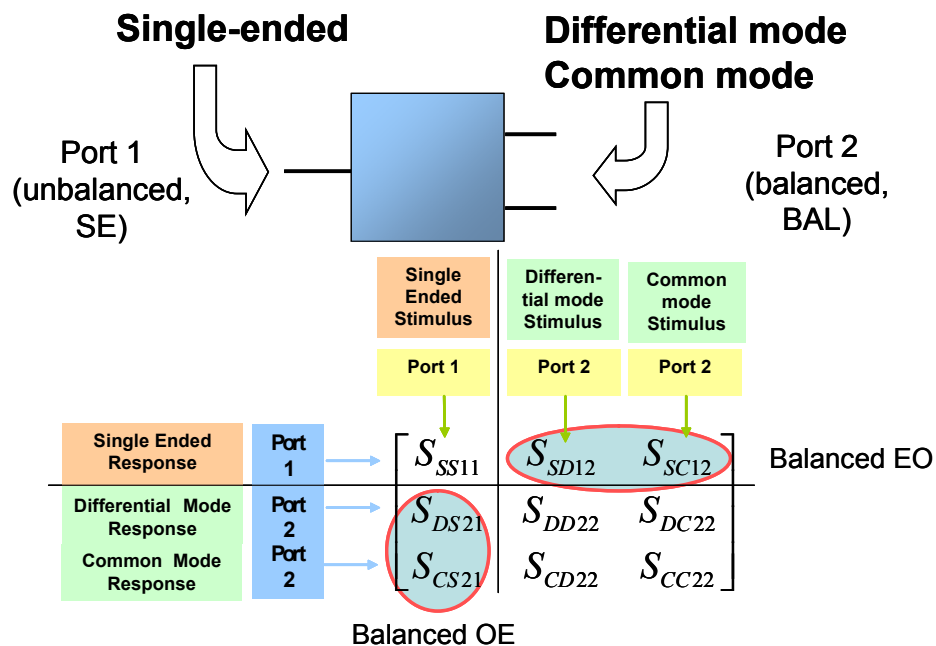 Single-ended
Differential mode
Common mode
Port 1
(unbalanced,
SE)
Port 2
(balanced,
BAL)
Single
Ended
Stimulus
Differen-
tial mode
Stimulus
Common
mode
Stimulus
Port 1
Port 2
Port 2
Single Ended
Response
Port
1
S_SS11
S_SD12
S_SC12
Balanced EO
Differential Mode
Response
Port
2
S_DS21
S_DD22
S_DC22
Common Mode
Response
Port
2
S_CS21
S_CD22
S_CC22
Balanced OE